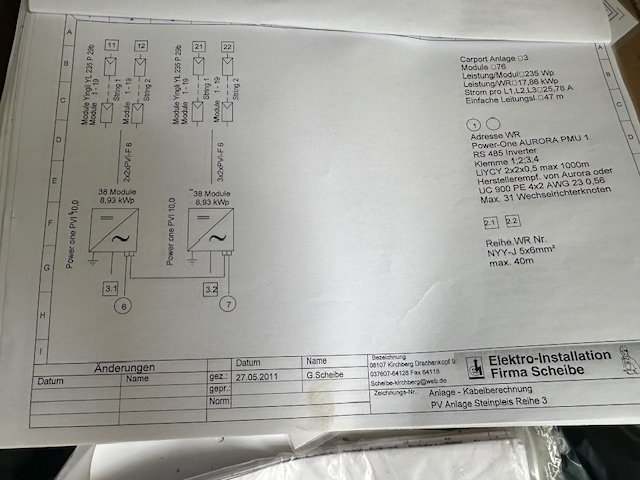 A
B
C
D
E
F
G
H
I
11
12
21
22
Module Yingli YL 235 P 29b
Module 1 - 19
1 - 19
String 1
String 2
Module Yingli YL 235 P 29b
Module 1 - 19
1 - 19
String 1
String 2
2x2xPVI-F 6
3x2xPVI-F 6
38 Module
8,93 kWp
38 Module
8,93 kWp
Power one PVI 10,0
Power one PVI 10,0
3.1
3.2
6
7
Carport Anlage □3
Module □76
Leistung/Modul□235 Wp
Leistung/WR□17,86 kWp
Strom pro L1,L2,L3□25,78 A
Einfache Leitungsl.□47 m
1
Adresse WR
Power-One AURORA PMU 1
RS 485 Inverter
Klemme 1;2;3,4
LIYCY 2x2x0,5 max 1000m
Herstellerempf. von Aurora oder
UC 900 PE 4x2 AWG 23 0,56
Max. 31 Wechselrichterknoten
2.1
2.2
Reihe.WR Nr.
NYY-J 5x6mm²
max. 40m
A
B
C
D
Änderungen
Datum
Name
Datum
Name
gez.:
27.05.2011
G.Scheibe
gepr.:
Norm:
Bezeichnung
08107 Kirchberg Drachenkopf 9
037607-64128 Fax 64118
Scheibe-kirchberg@web.de
Elektro-Installation
Firma Scheibe
Zeichnungs-Nr.:
Anlage - Kabelberechnung
PV Anlage Steinpleis Reihe 3